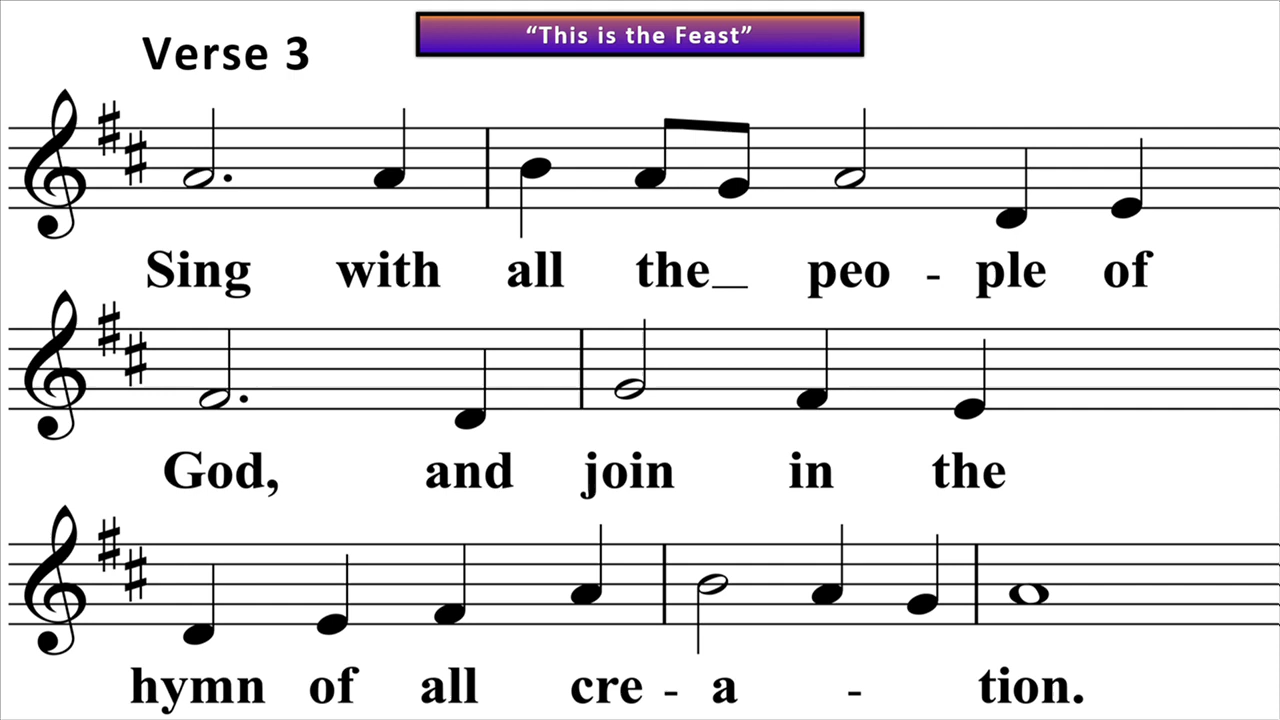 “This is the Feast”
Verse 3
Sing with all the_ peo - ple of
God, and join in the
hymn of all cre - a - tion.